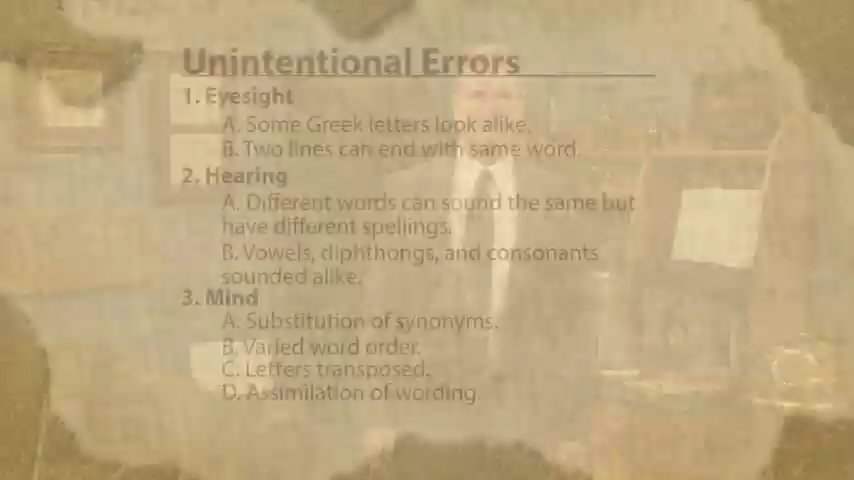 Unintentional Errors
1. Eyesight
A. Some Greek letters look alike.
B. Two lines can end with same word.
2. Hearing
A. Different words can sound the same but
have different spellings.
B. Vowels, diphthongs, and consonants
sounded alike.
3. Mind
A. Substitution of synonyms.
B. Varied word order.
C. Letters transposed.
D. Assimilation of wording